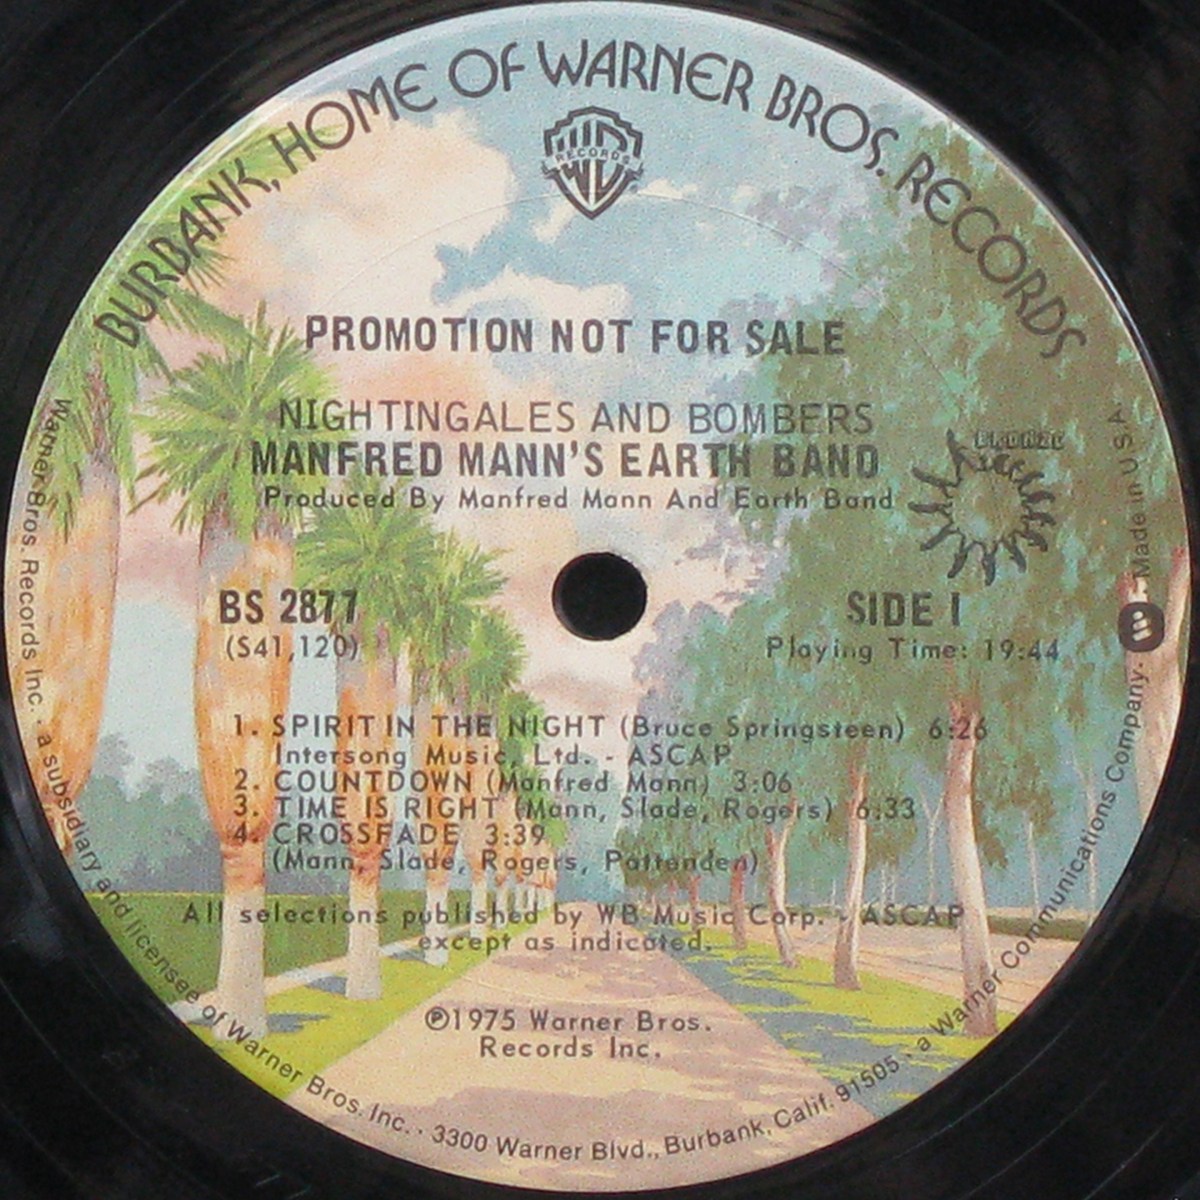 BURBANK, HOME OF WARNER BROS. RECORDS
WB
RECORDS
PROMOTION NOT FOR SALE
NIGHTINGALES AND BOMBERS
MANFRED MANN'S EARTH BAND
Produced By Manfred Mann And Earth Band
BRONZE
BS 2877
(S41,120)
SIDE 1
Playing Time: 19:44
1. SPIRIT IN THE NIGHT (Bruce Springsteen) 6:26
Intersong Music, Ltd. - ASCAP
2. COUNTDOWN (Manfred Mann) 3:06
3. TIME IS RIGHT (Mann, Slade, Rogers) 6:33
4. CROSSFADE 3:39
(Mann, Slade, Rogers, Pattenden)
All selections published by WB Music Corp. - ASCAP
except as indicated.
℗1975 Warner Bros.
Records Inc.
Warner Bros. Records Inc. · a subsidiary and licensee of Warner Bros. Inc. · 3300 Warner Blvd., Burbank, Calif. 91505 · a Warner Communications Company. Made in U.S.A.